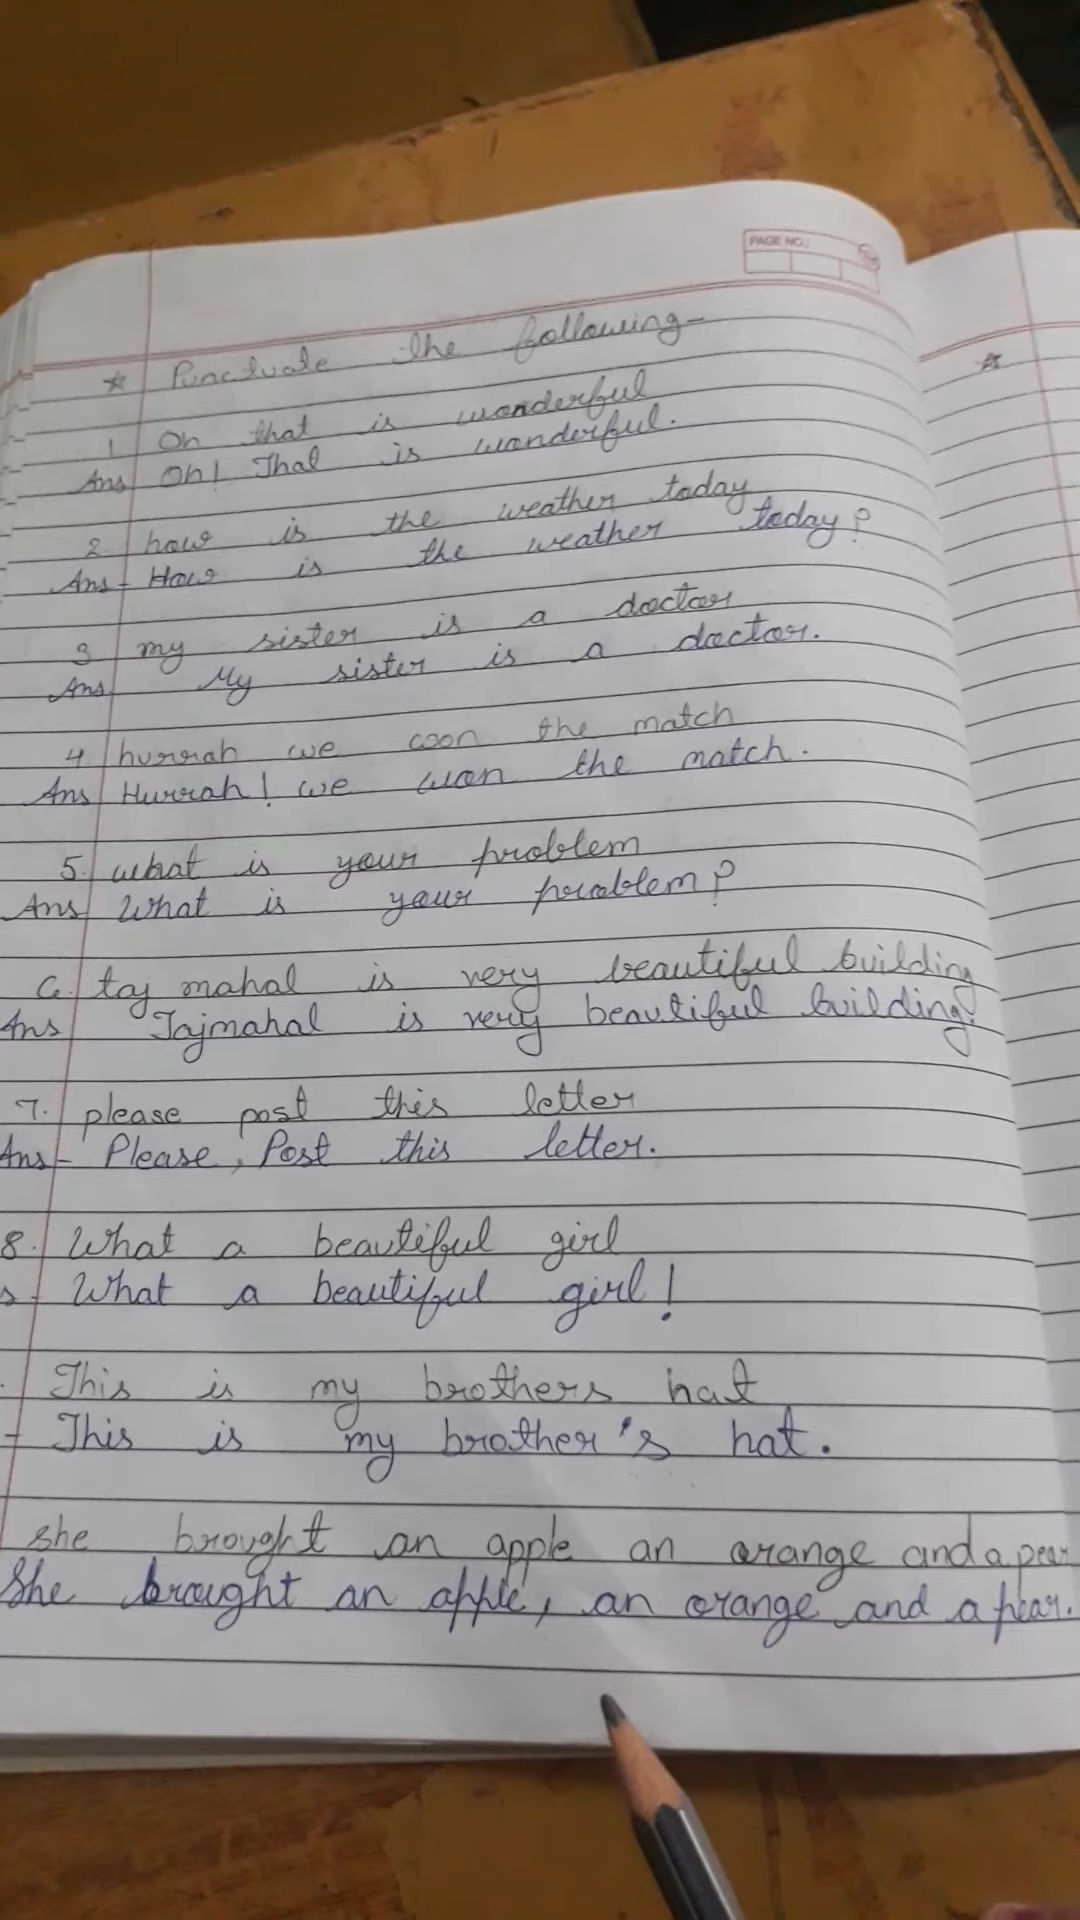 PAGE NO.:
* Punctuate the following-
1 Oh that is wonderful
Ans Oh! That is wonderful.
2. how is the weather today
Ans - How is the weather today?
3 my sister is a doctor
Ans My sister is a doctor.
4 hurrah we won the match
Ans Hurrah! we won the match.
5. what is your problem
Ans What is your problem?
6. taj mahal is very beautiful building
Ans Tajmahal is very beautiful building.
7. please post this letter
Ans - Please, Post this letter.
8. What a beautiful girl
s - What a beautiful girl!
. This is my brothers hat
- This is my brother's hat.
she brought an apple an orange and a pear
She brought an apple, an orange and a pear.
*